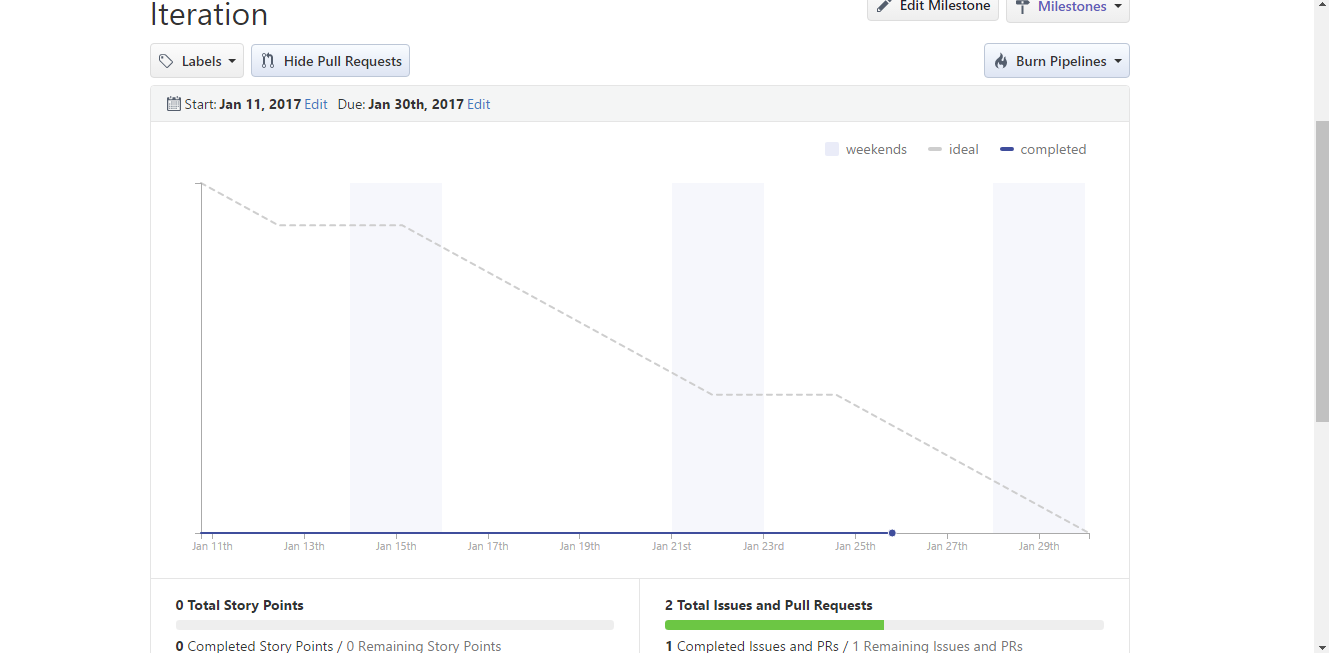 Iteration
Edit Milestone
Milestones
Labels
Hide Pull Requests
Burn Pipelines
Start: Jan 11, 2017 Edit Due: Jan 30th, 2017 Edit
weekends ideal completed
Jan 11th Jan 13th Jan 15th Jan 17th Jan 19th Jan 21st Jan 23rd Jan 25th Jan 27th Jan 29th
0 Total Story Points
0 Completed Story Points / 0 Remaining Story Points
2 Total Issues and Pull Requests
1 Completed Issues and PRs / 1 Remaining Issues and PRs